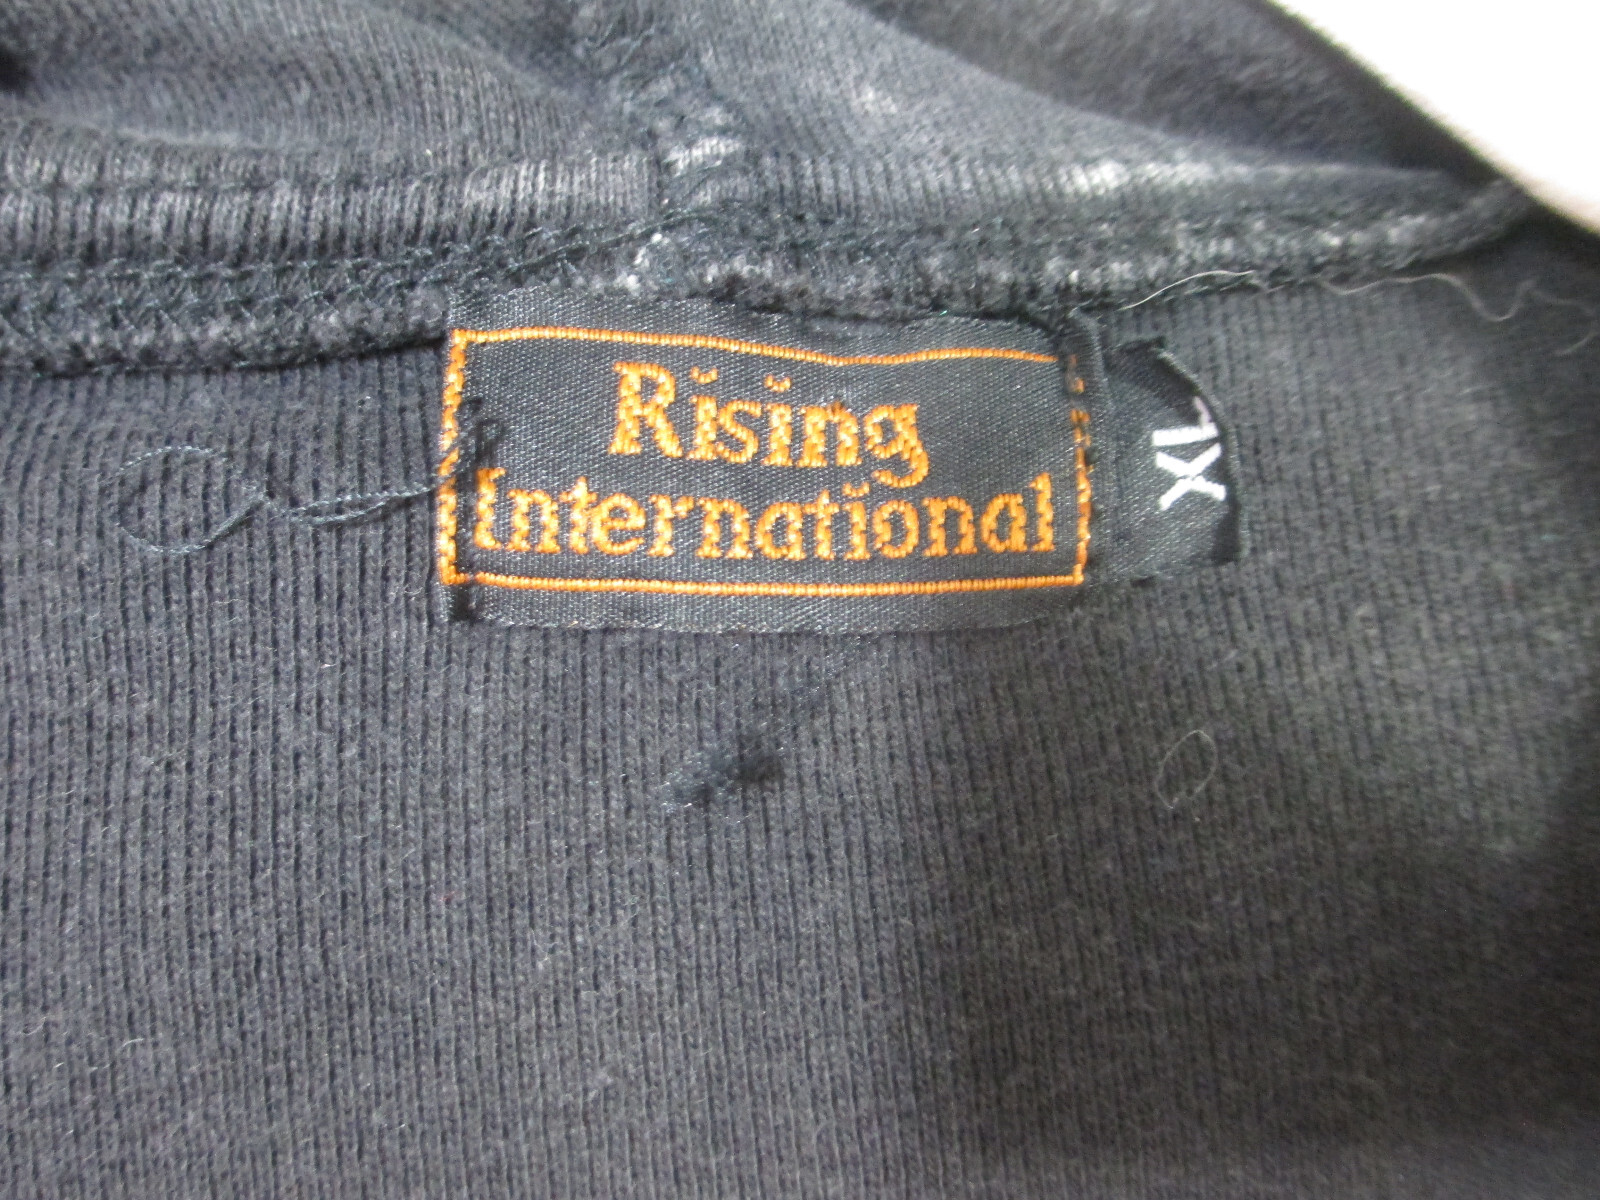 Rising
International
XL